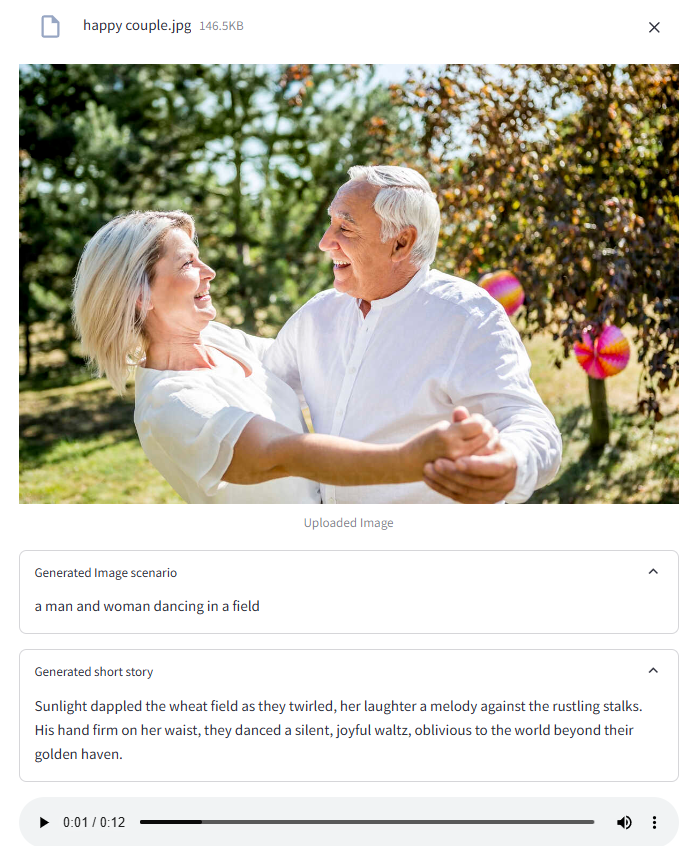 happy couple.jpg 146.5KB
Uploaded Image
Generated Image scenario
a man and woman dancing in a field
Generated short story
Sunlight dappled the wheat field as they twirled, her laughter a melody against the rustling stalks.
His hand firm on her waist, they danced a silent, joyful waltz, oblivious to the world beyond their
golden haven.
0:01 / 0:12